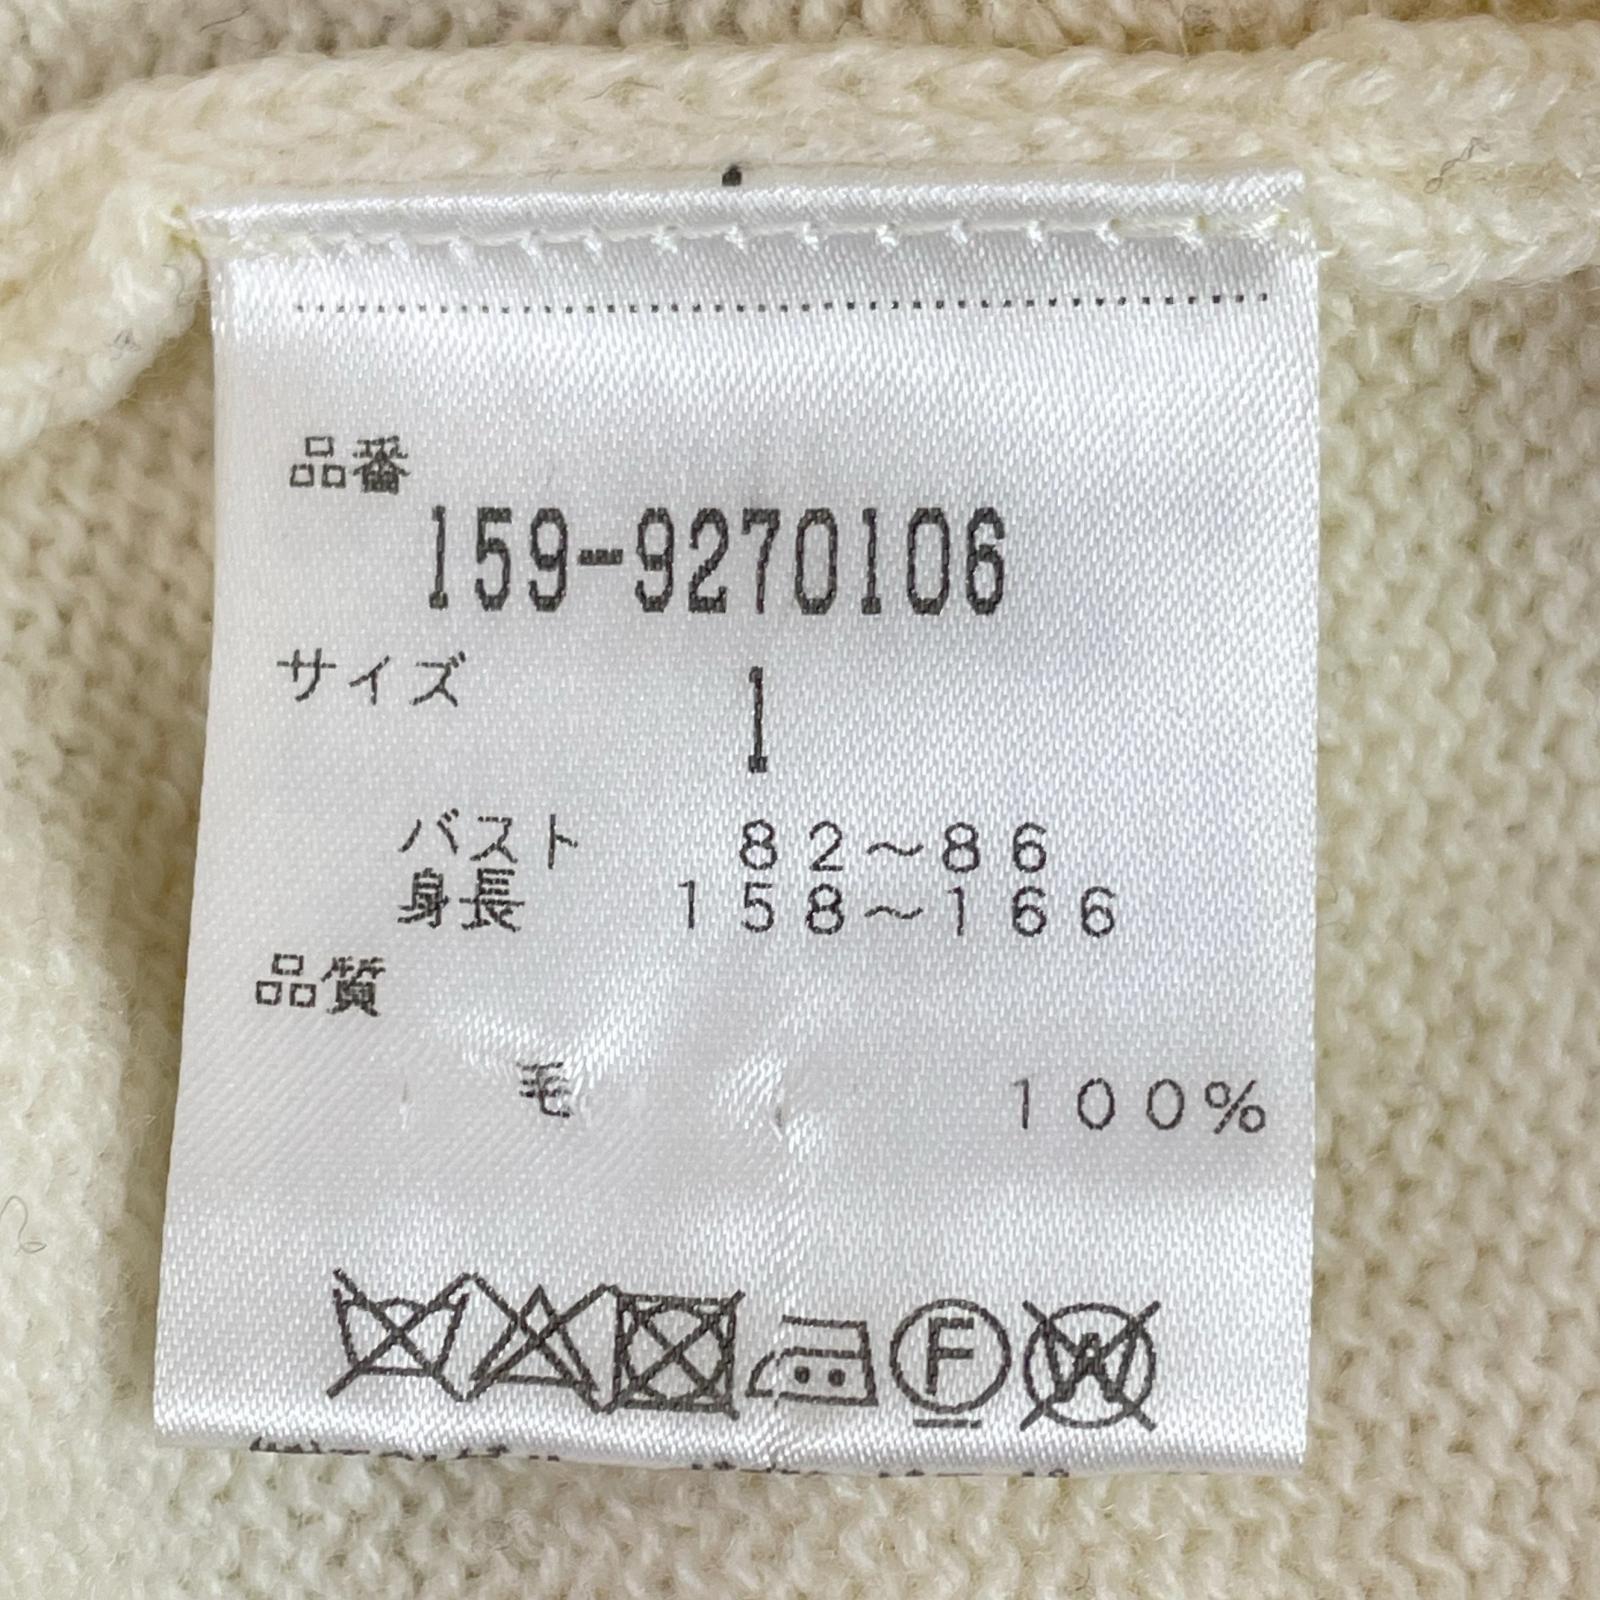 品番
159-9270106
サイズ 1
バスト 82～86
身長 158～166
品質
毛 100%
F
W